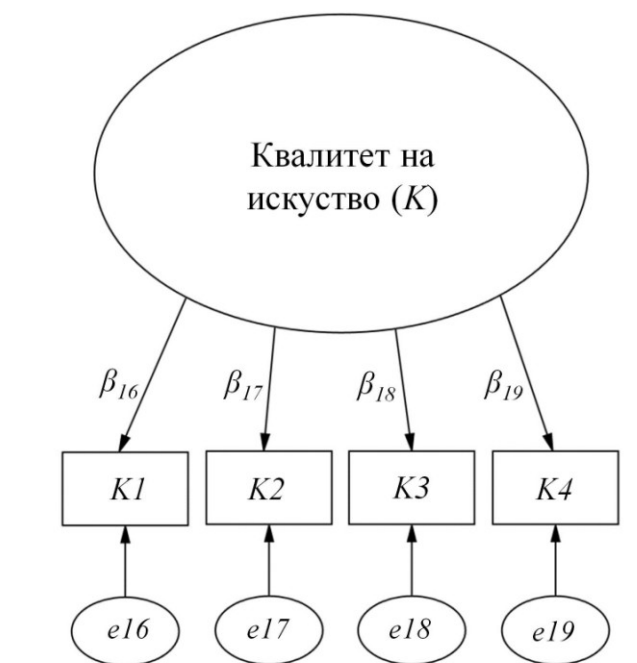 Квалитет на
искуство (K)
β16 β17 β18 β19
K1 K2 K3 K4
e16 e17 e18 e19